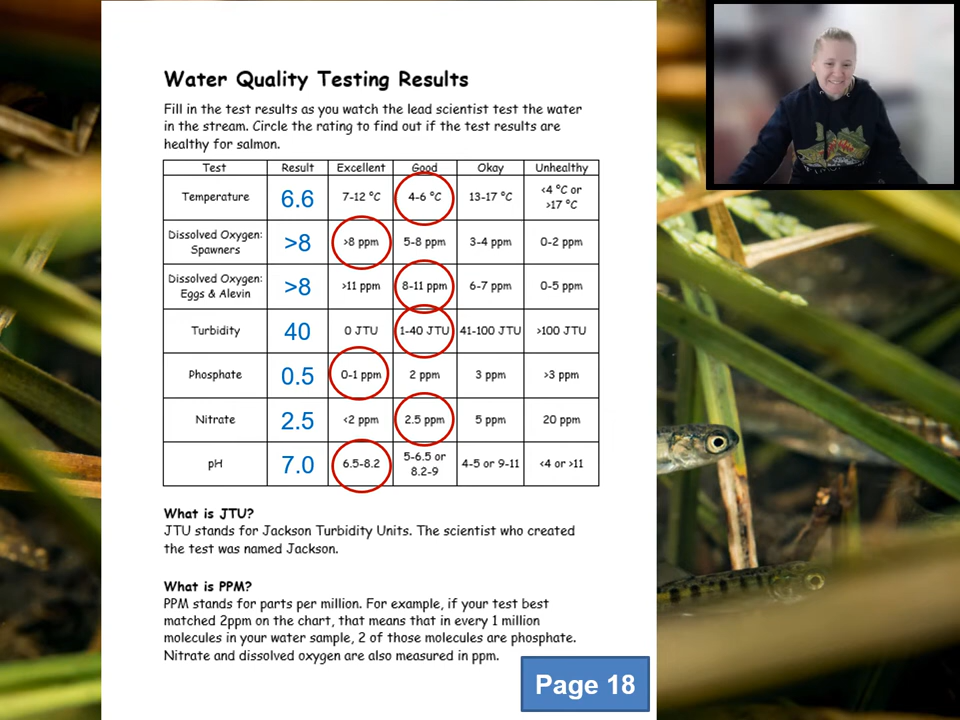 Water Quality Testing Results
Fill in the test results as you watch the lead scientist test the water
in the stream. Circle the rating to find out if the test results are
healthy for salmon.
Test Result Excellent Good Okay Unhealthy
Temperature 6.6 7-12 °C 4-6 °C 13-17 °C <4 °C or
>17 °C
Dissolved Oxygen:
Spawners >8 >8 ppm 5-8 ppm 3-4 ppm 0-2 ppm
Dissolved Oxygen:
Eggs & Alevin >8 >11 ppm 8-11 ppm 6-7 ppm 0-5 ppm
Turbidity 40 0 JTU 1-40 JTU 41-100 JTU >100 JTU
Phosphate 0.5 0-1 ppm 2 ppm 3 ppm >3 ppm
Nitrate 2.5 <2 ppm 2.5 ppm 5 ppm 20 ppm
pH 7.0 6.5-8.2 5-6.5 or
8.2-9 4-5 or 9-11 <4 or >11
What is JTU?
JTU stands for Jackson Turbidity Units. The scientist who created
the test was named Jackson.
What is PPM?
PPM stands for parts per million. For example, if your test best
matched 2ppm on the chart, that means that in every 1 million
molecules in your water sample, 2 of those molecules are phosphate.
Nitrate and dissolved oxygen are also measured in ppm.
Page 18